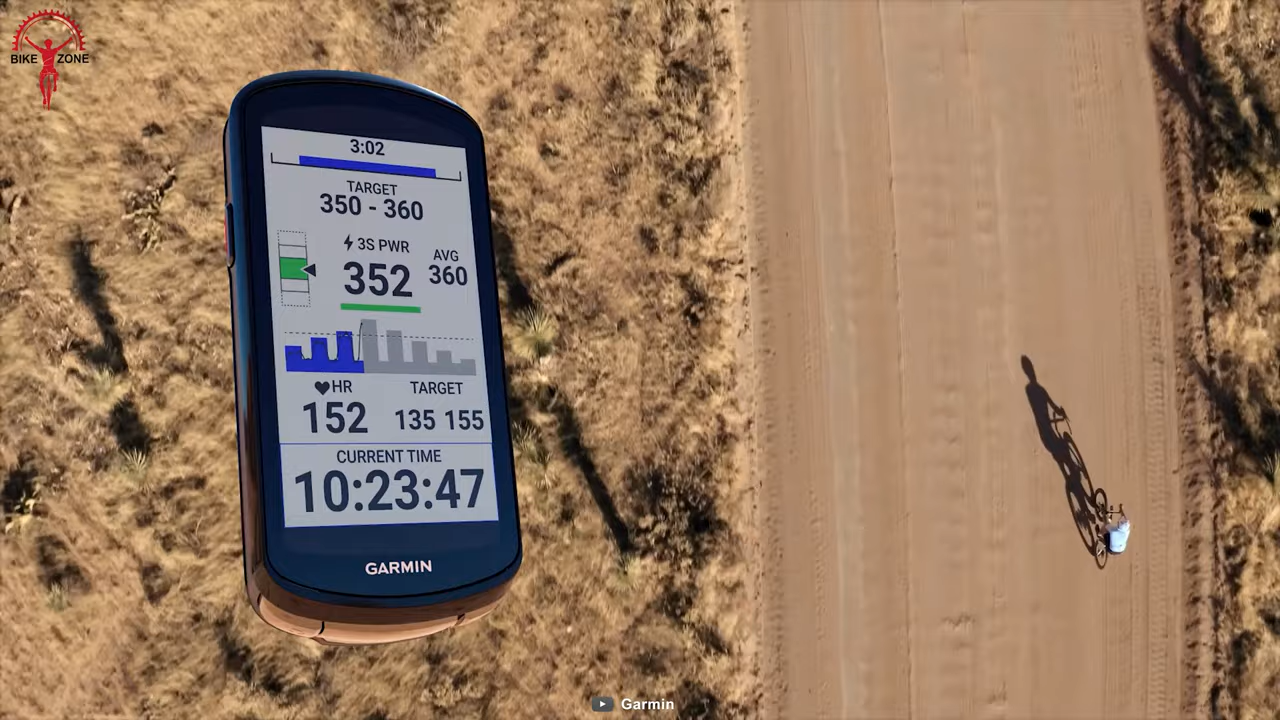 BIKE ZONE
3:02
TARGET
350 - 360
3S PWR
352
AVG
360
HR
152
TARGET
135 155
CURRENT TIME
10:23:47
GARMIN
Garmin